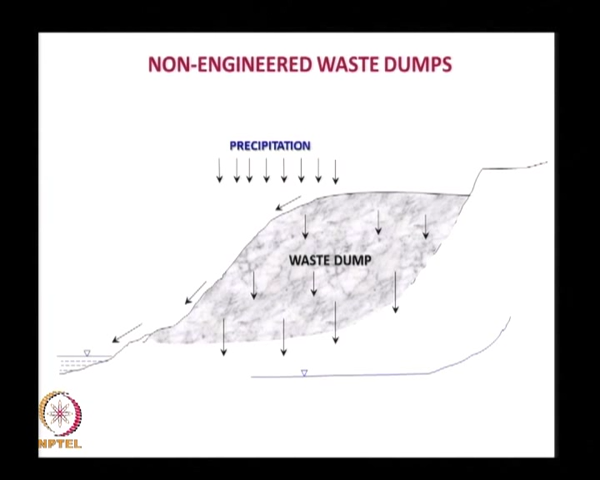 NON-ENGINEERED WASTE DUMPS
PRECIPITATION
WASTE DUMP
NPTEL